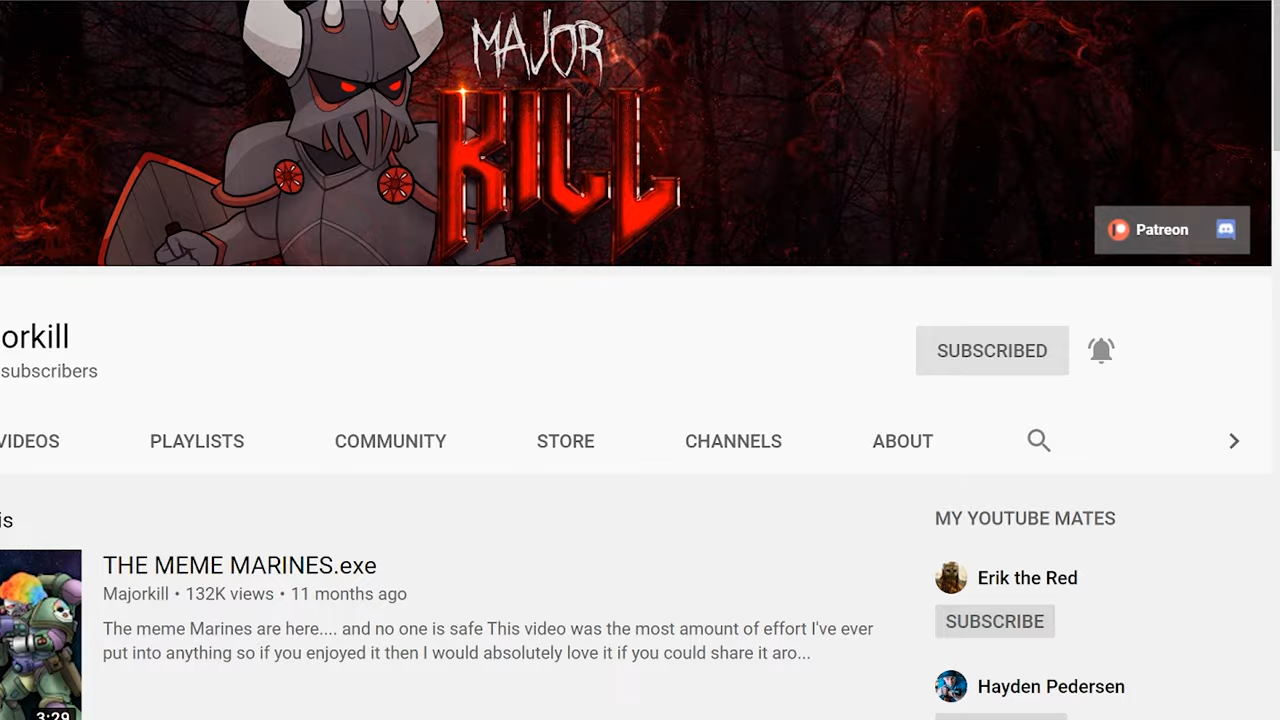 MAJOR
KILL
Patreon
orkill
subscribers
SUBSCRIBED
VIDEOS PLAYLISTS COMMUNITY STORE CHANNELS ABOUT
is
MY YOUTUBE MATES
THE MEME MARINES.exe
Majorkill • 132K views • 11 months ago
The meme Marines are here.... and no one is safe This video was the most amount of effort I've ever
put into anything so if you enjoyed it then I would absolutely love it if you could share it aro...
3:29
Erik the Red
SUBSCRIBE
Hayden Pedersen